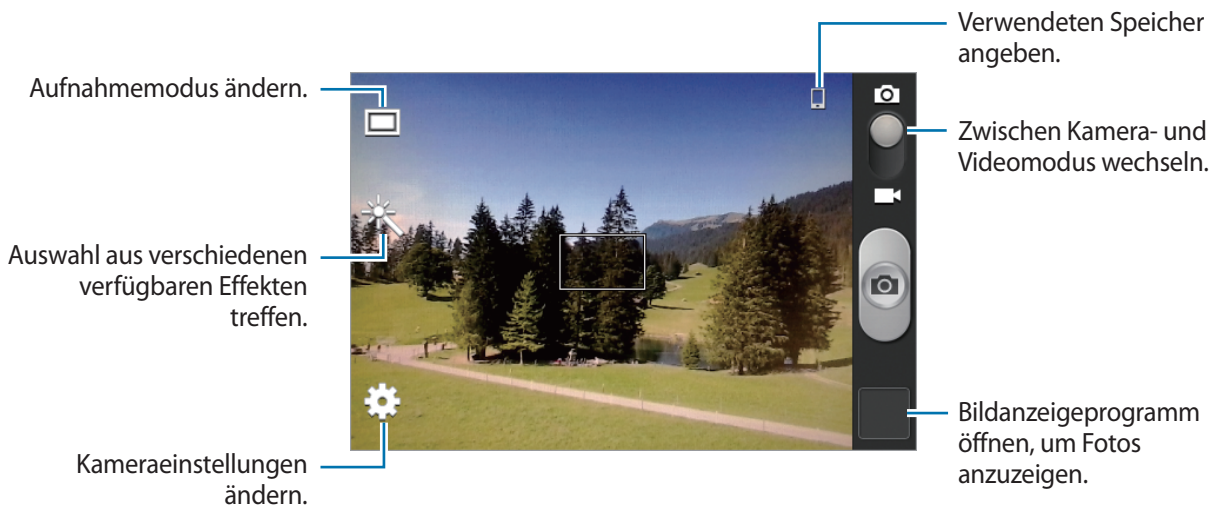 Aufnahmemodus ändern.
Auswahl aus verschiedenen
verfügbaren Effekten
treffen.
Kameraeinstellungen
ändern.
Verwendeten Speicher
angeben.
Zwischen Kamera- und
Videomodus wechseln.
Bildanzeigeprogramm
öffnen, um Fotos
anzuzeigen.